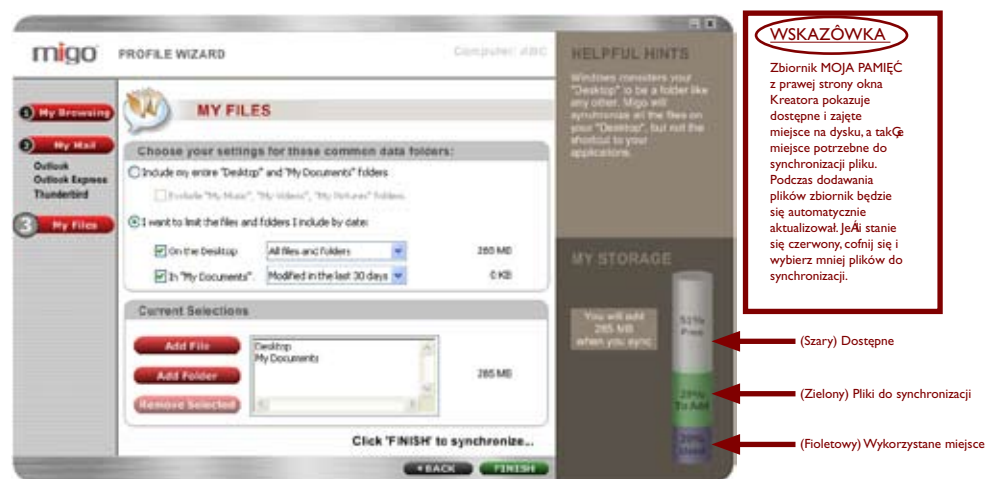 migo PROFILE WIZARD
Computer: ABC
HELPFUL HINTS
Windows considers your
"Desktop" to be a folder like
any other. Migo will
synchronize all the files on
your "Desktop", but not the
shortcut to your
applications.
1 My Browsing
2 My Mail
Outlook
Outlook Express
Thunderbird
3 My Files
MY FILES
Choose your settings for these common data folders:
Include my entire "Desktop" and "My Documents" folders
Exclude "My Music", "My Videos", "My Pictures" folders.
I want to limit the files and folders I include by date:
On the Desktop All files and folders 280 MB
In "My Documents". Modified in the last 30 days 0 KB
Current Selections
Add File
Add Folder
Remove Selected
Desktop
My Documents
285 MB
Click 'FINISH' to synchronize...
BACK FINISH
MY STORAGE
You will add
285 MB
when you sync
51%
Free
To Add
20%
Used
WSKAZÔWKA
Zbiornik MOJA PAMIĘĆ
z prawej strony okna
Kreatora pokazuje
dostępne i zajęte
miejsce na dysku, a takÇe
miejsce potrzebne do
synchronizacji pliku.
Podczas dodawania
plików zbiornik będzie
się automatycznie
aktualizował. JeÁli stanie
się czerwony, cofnij się i
wybierz mniej plików do
synchronizacji.
(Szary) Dostępne
(Zielony) Pliki do synchronizacji
(Fioletowy) Wykorzystane miejsce